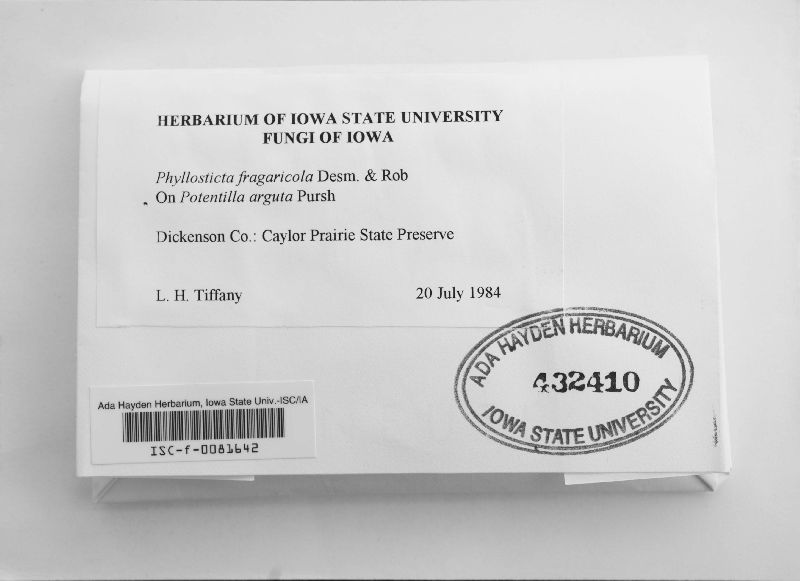 HERBARIUM OF IOWA STATE UNIVERSITY
FUNGI OF IOWA
Phyllosticta fragaricola Desm. & Rob
On Potentilla arguta Pursh
Dickenson Co.: Caylor Prairie State Preserve
L. H. Tiffany 20 July 1984
ADA HAYDEN HERBARIUM
432410
IOWA STATE UNIVERSITY
Ada Hayden Herbarium, Iowa State Univ.-ISC/IA
ISC-f-0081642